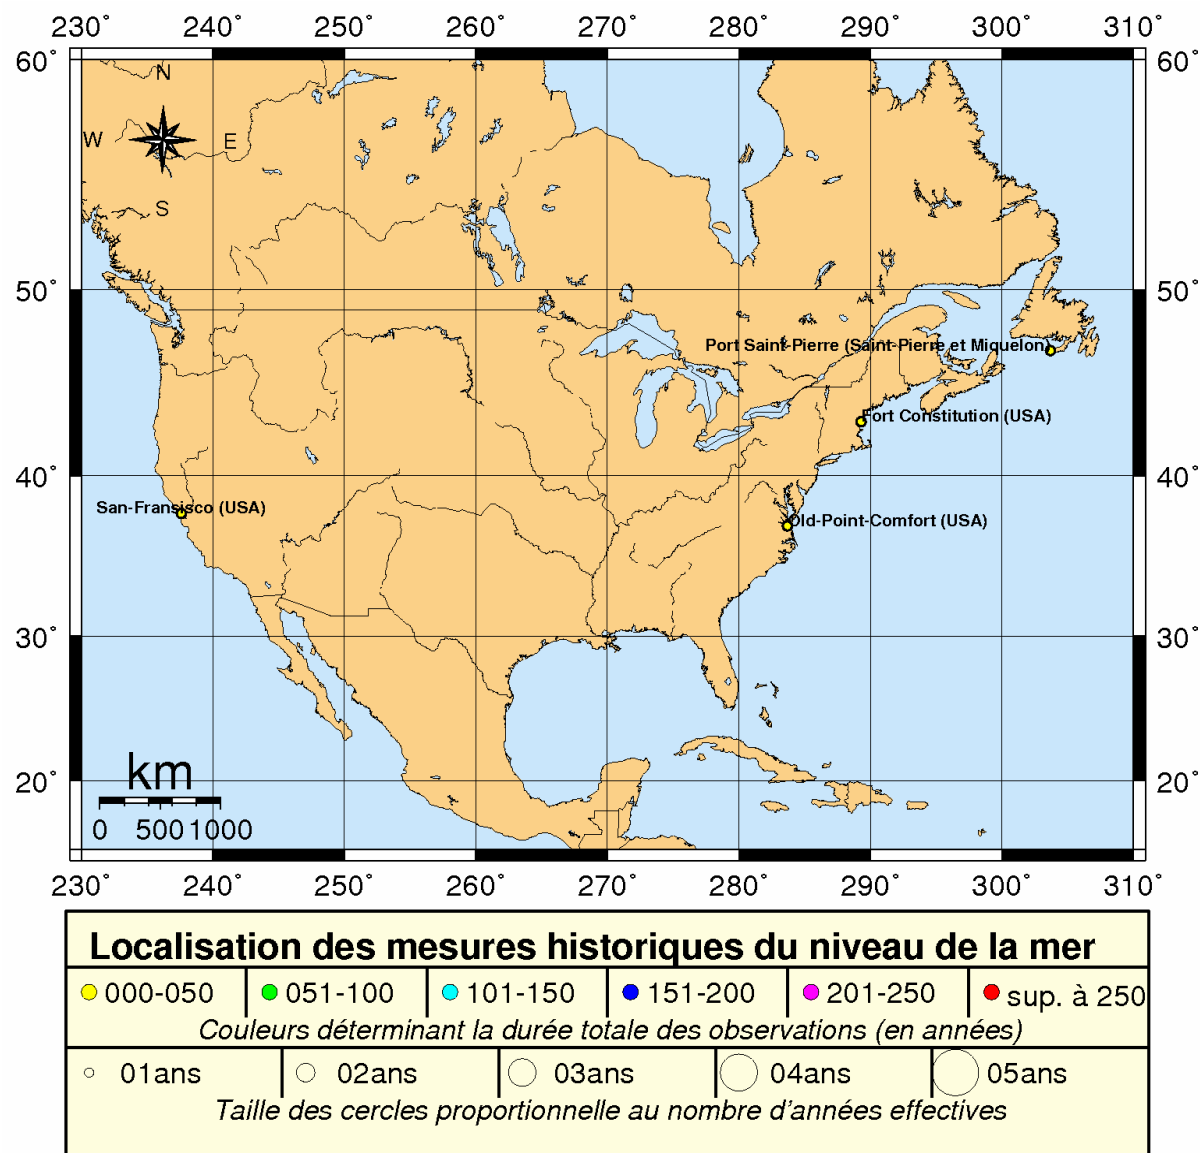 230° 240° 250° 260° 270° 280° 290° 300° 310°
60° 60°
N
W E
S
50° 50°
Port Saint-Pierre (Saint-Pierre et Miquelon)
Fort Constitution (USA)
40° 40°
San-Fransisco (USA)
Old-Point-Comfort (USA)
30° 30°
km
20° 20°
0 500 1000
230° 240° 250° 260° 270° 280° 290° 300° 310°
Localisation des mesures historiques du niveau de la mer
000-050 051-100 101-150 151-200 201-250 sup. à 250
Couleurs déterminant la durée totale des observations (en années)
01ans 02ans 03ans 04ans 05ans
Taille des cercles proportionnelle au nombre d'années effectives